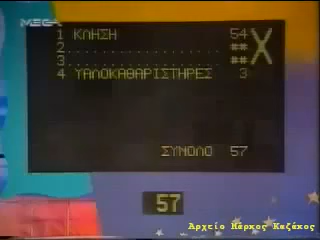 MEGA
1 ΚΛΗΣΗ 54
2.................. ##
3.................. ##
4 ΥΑΛΟΚΑΘΑΡΙΣΤΗΡΕΣ 3
X
ΣΥΝΟΛΟ 57
57
Αρχείο Μάρκος Καζάκος